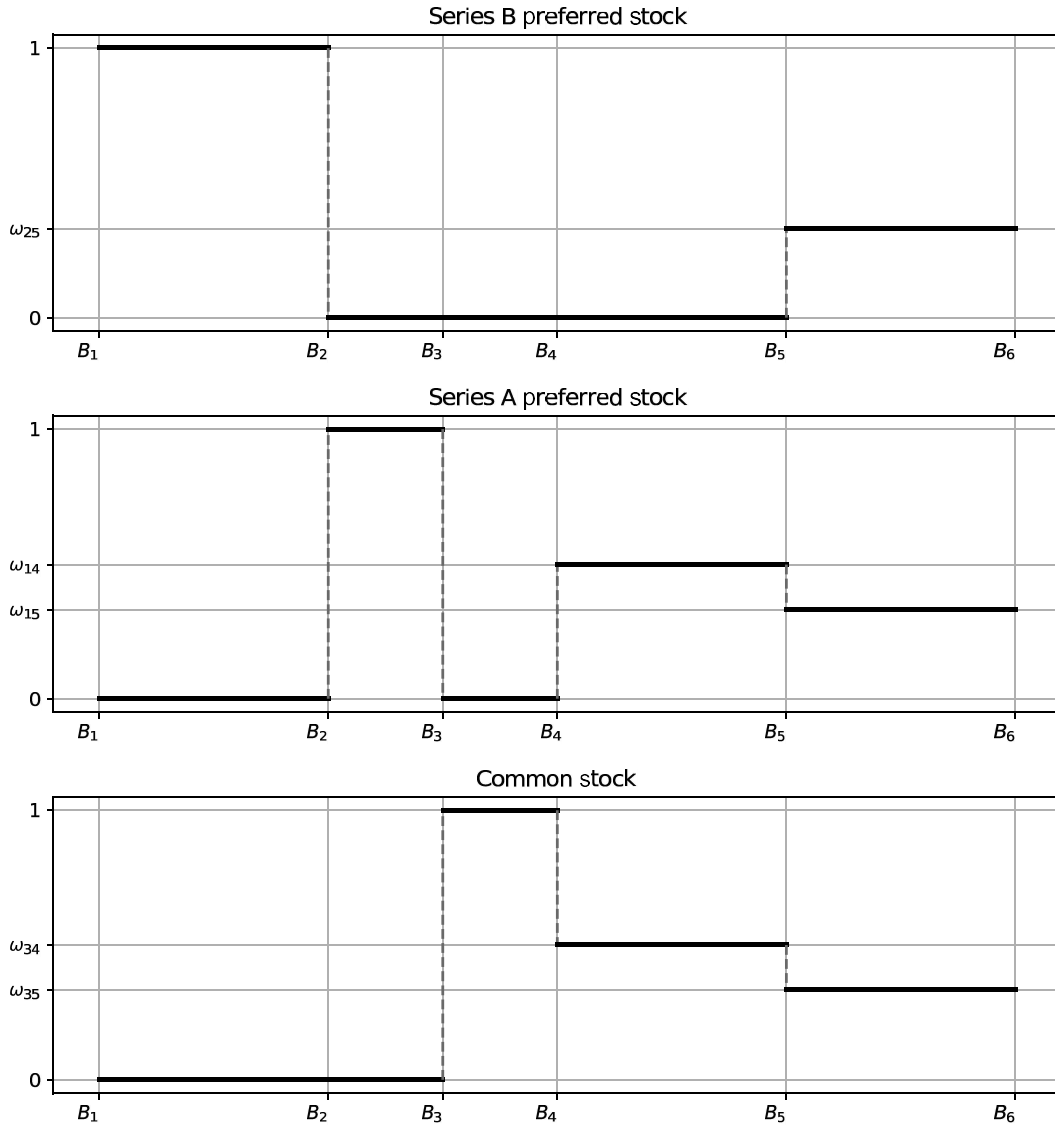 Series B preferred stock
1
ω₂₅
0
B₁ B₂ B₃ B₄ B₅ B₆
Series A preferred stock
1
ω₁₄
ω₁₅
0
B₁ B₂ B₃ B₄ B₅ B₆
Common stock
1
ω₃₄
ω₃₅
0
B₁ B₂ B₃ B₄ B₅ B₆